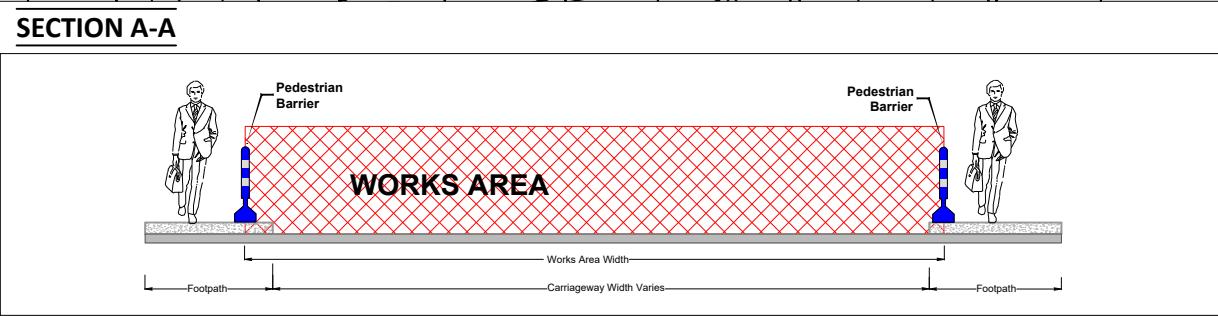 SECTION A-A
Pedestrian
Barrier
Pedestrian
Barrier
WORKS AREA
Works Area Width
Footpath
Carriageway Width Varies
Footpath